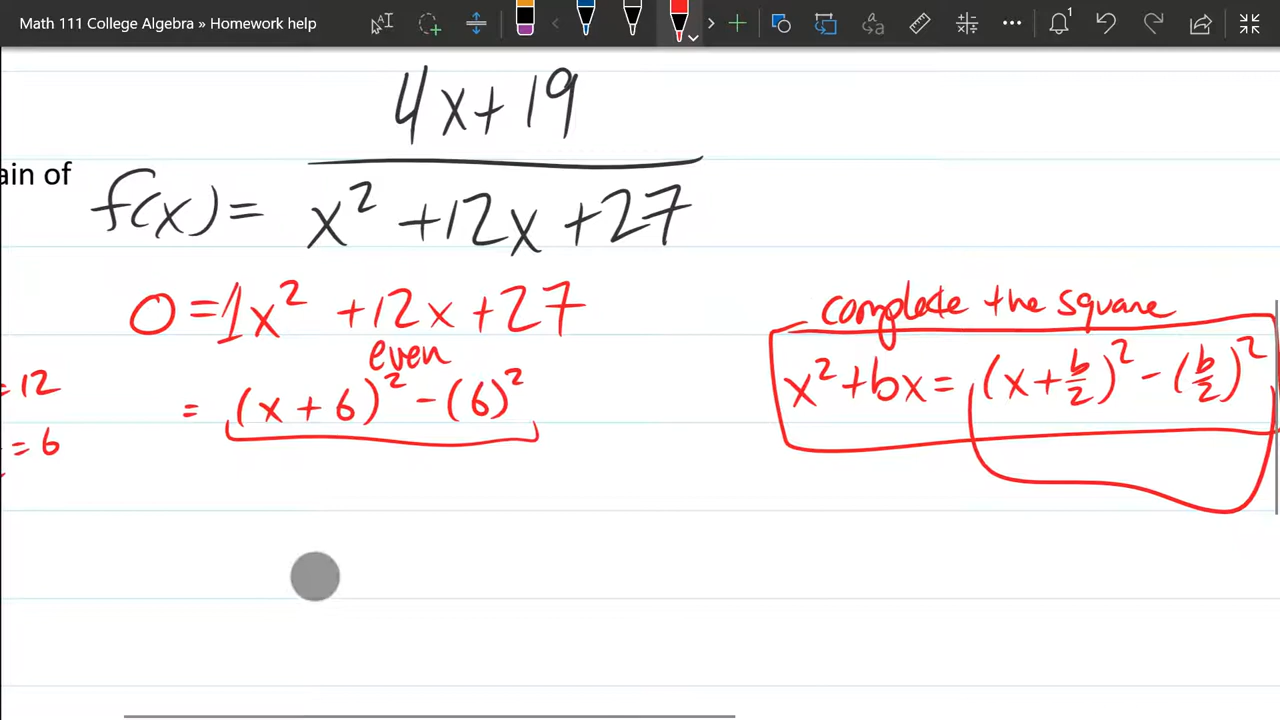 Math 111 College Algebra » Homework help
4x+19
ain of
f(x) = x² +12x +27
0 = 1x² +12x +27
complete the square
even
= 12
= (x + 6)² - (6)²
x² + bx = (x + b/2)² - (b/2)²
= 6